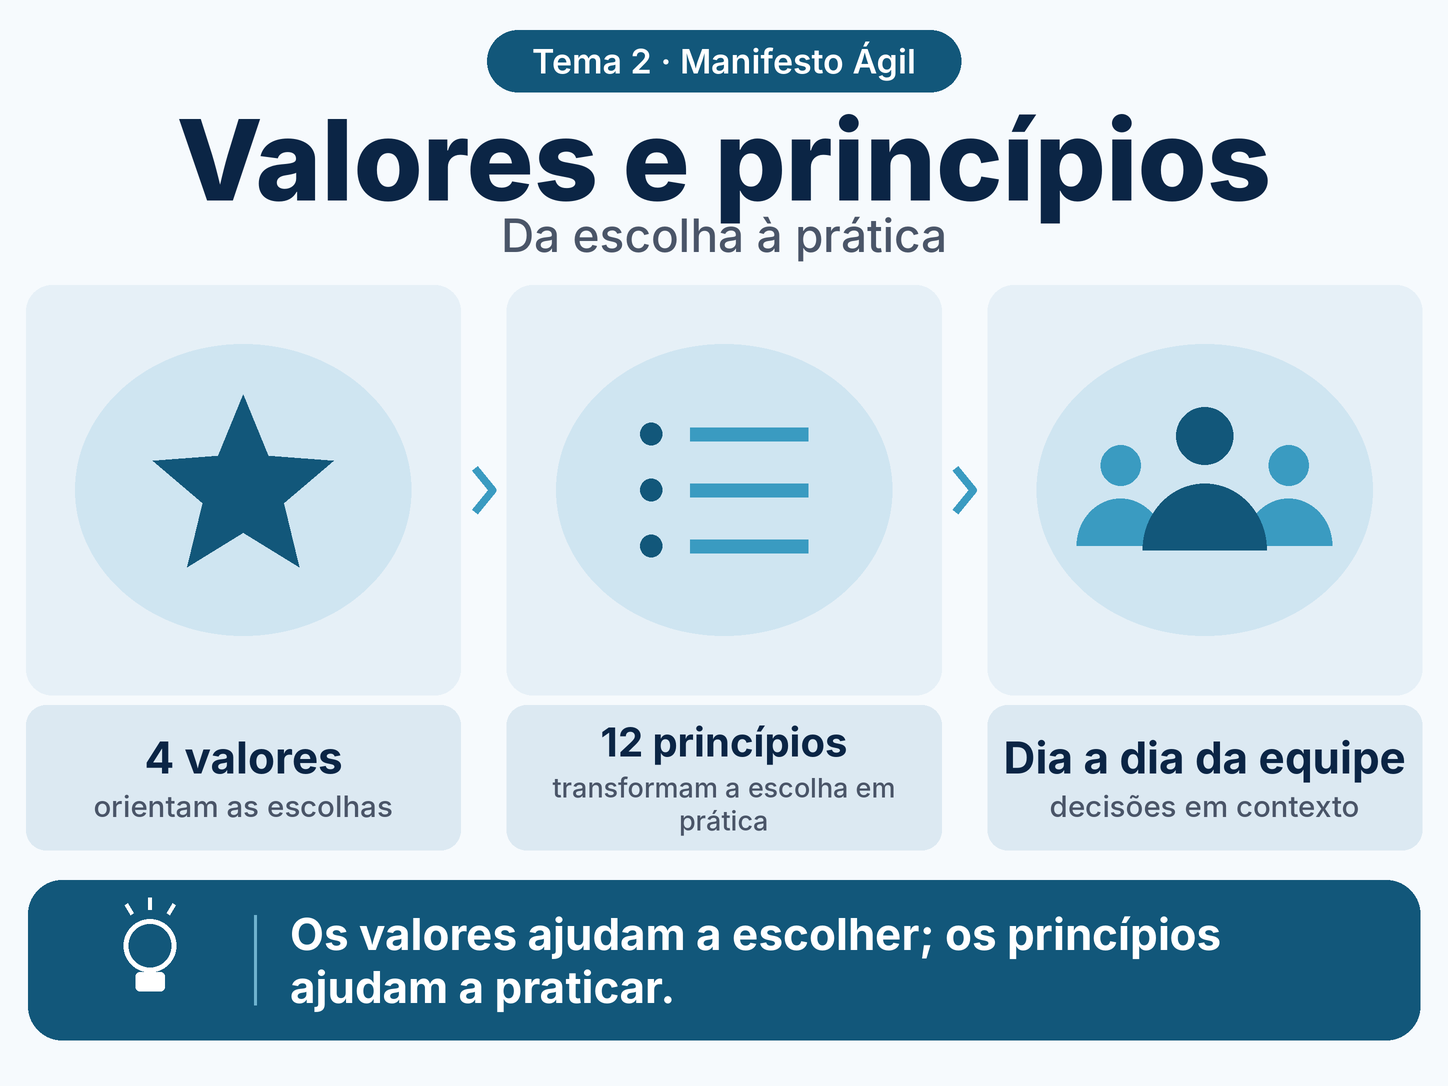 Tema 2 · Manifesto Ágil
Valores e princípios
Da escolha à prática
4 valores
orientam as escolhas
12 princípios
transformam a escolha em
prática
Dia a dia da equipe
decisões em contexto
Os valores ajudam a escolher; os princípios
ajudam a praticar.